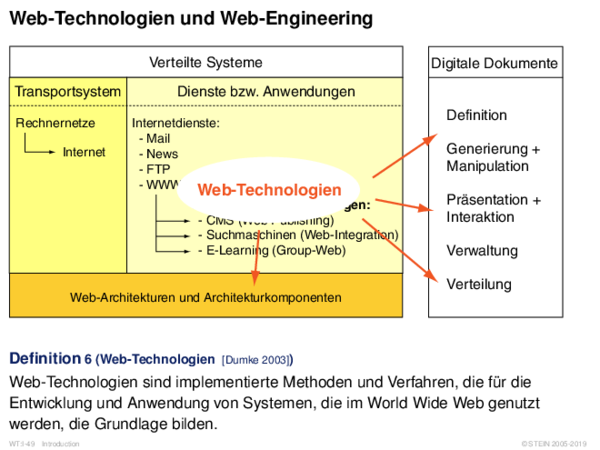 Web-Technologien und Web-Engineering
Verteilte Systeme
Transportsystem
Dienste bzw. Anwendungen
Rechnernetze
Internet
Internetdienste:
- Mail
- News
- FTP
- WWW
Web-Technologien
gen:
- CMS (Web-Publishing)
- Suchmaschinen (Web-Integration)
- E-Learning (Group-Web)
Web-Architekturen und Architekturkomponenten
Digitale Dokumente
Definition
Generierung +
Manipulation
Präsentation +
Interaktion
Verwaltung
Verteilung
Definition 6 (Web-Technologien [Dumke 2003])
Web-Technologien sind implementierte Methoden und Verfahren, die für die
Entwicklung und Anwendung von Systemen, die im World Wide Web genutzt
werden, die Grundlage bilden.
WT:I-49 Introduction
© STEIN 2005-2019